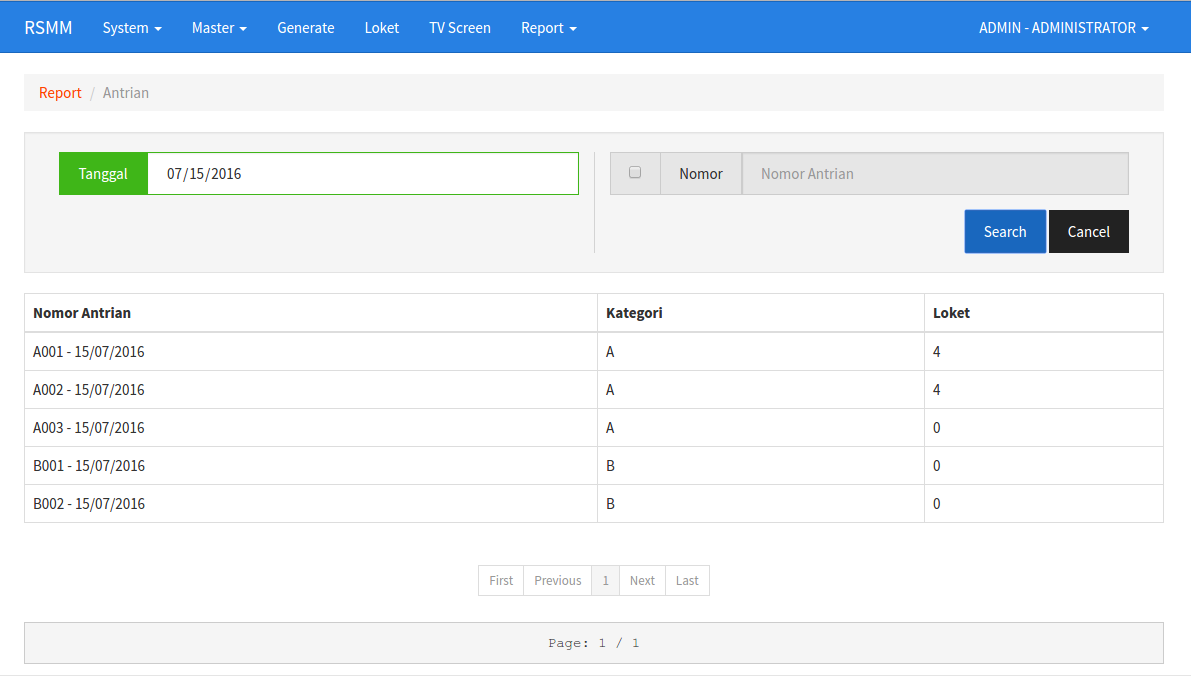 RSMM System Master Generate Loket TV Screen Report ADMIN - ADMINISTRATOR
Report / Antrian
Tanggal 07/15/2016 Nomor Nomor Antrian
Search Cancel
Nomor Antrian Kategori Loket
A001 - 15/07/2016 A 4
A002 - 15/07/2016 A 4
A003 - 15/07/2016 A 0
B001 - 15/07/2016 B 0
B002 - 15/07/2016 B 0
First Previous 1 Next Last
Page: 1 / 1